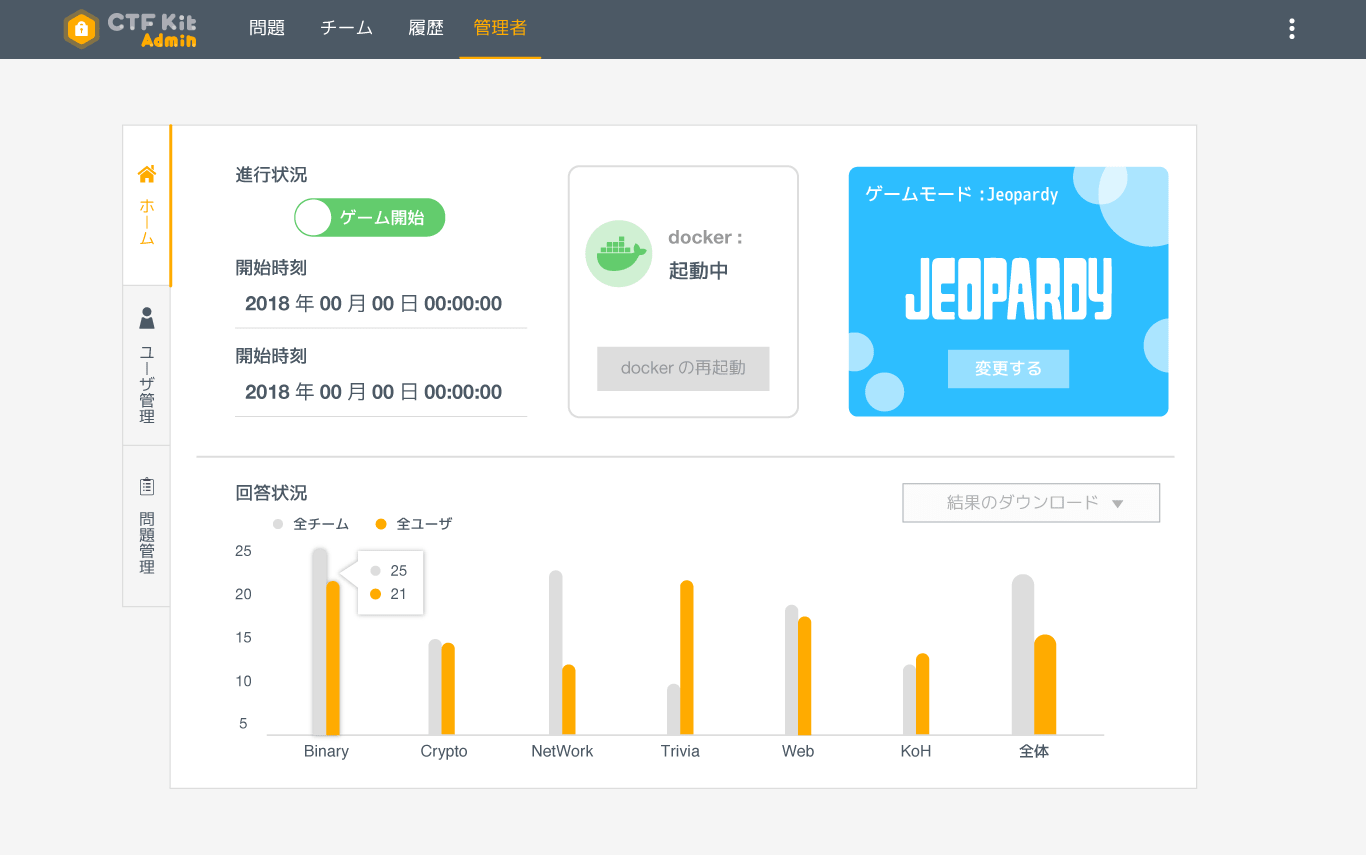 CTF Kit
Admin
問題
チーム
履歴
管理者
ホーム
ユーザ管理
問題管理
進行状況
ゲーム開始
開始時刻
2018 年 00 月 00 日 00:00:00
開始時刻
2018 年 00 月 00 日 00:00:00
docker :
起動中
docker の再起動
ゲームモード :Jeopardy
JEOPARDY
変更する
回答状況
結果のダウンロード ▼
全チーム
全ユーザ
25
20
15
10
5
25
21
Binary
Crypto
NetWork
Trivia
Web
KoH
全体